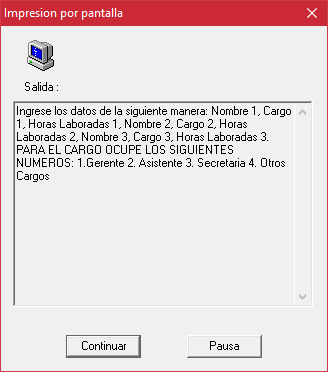 Impresion por pantalla
Salida :
Ingrese los datos de la siguiente manera: Nombre 1, Cargo
1, Horas Laboradas 1, Nombre 2, Cargo 2, Horas
Laboradas 2, Nombre 3, Cargo 3, Horas Laboradas 3.
PARA EL CARGO OCUPE LOS SIGUIENTES
NUMEROS: 1.Gerente 2. Asistente 3. Secretaria 4. Otros
Cargos
Continuar
Pausa